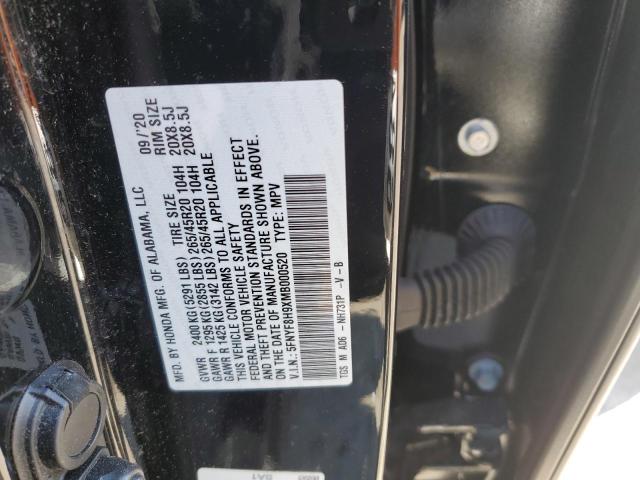 MFD. BY HONDA MFG. OF ALABAMA, LLC 09/'20
TIRE SIZE RIM SIZE
GVWR 2400 KG(5291 LBS)
GAWR F 1295 KG(2855 LBS) 265/45R20 104H 20X8.5J
GAWR R 1425 KG(3142 LBS) 265/45R20 104H 20X8.5J
THIS VEHICLE CONFORMS TO ALL APPLICABLE
FEDERAL MOTOR VEHICLE SAFETY
THEFT PREVENTION STANDARDS IN EFFECT
ON THE DATE OF MANUFACTURE SHOWN ABOVE.
V.I.N.: 5FNYF8H9XMB000520 TYPE: MPV
TGS M AD6 -NH731P -V-B